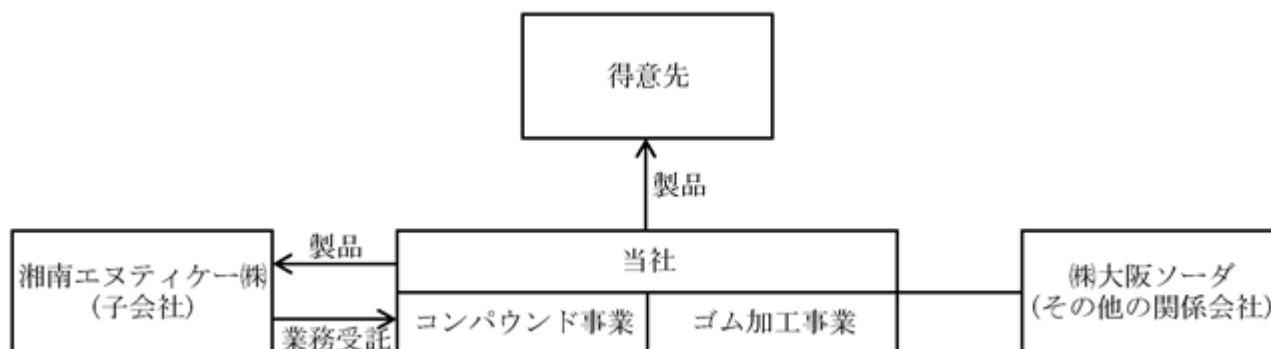 得意先
製品
製品
当社
湘南エヌティケー㈱
(子会社)
㈱大阪ソーダ
(その他の関係会社)
業務受託
コンパウンド事業
ゴム加工事業